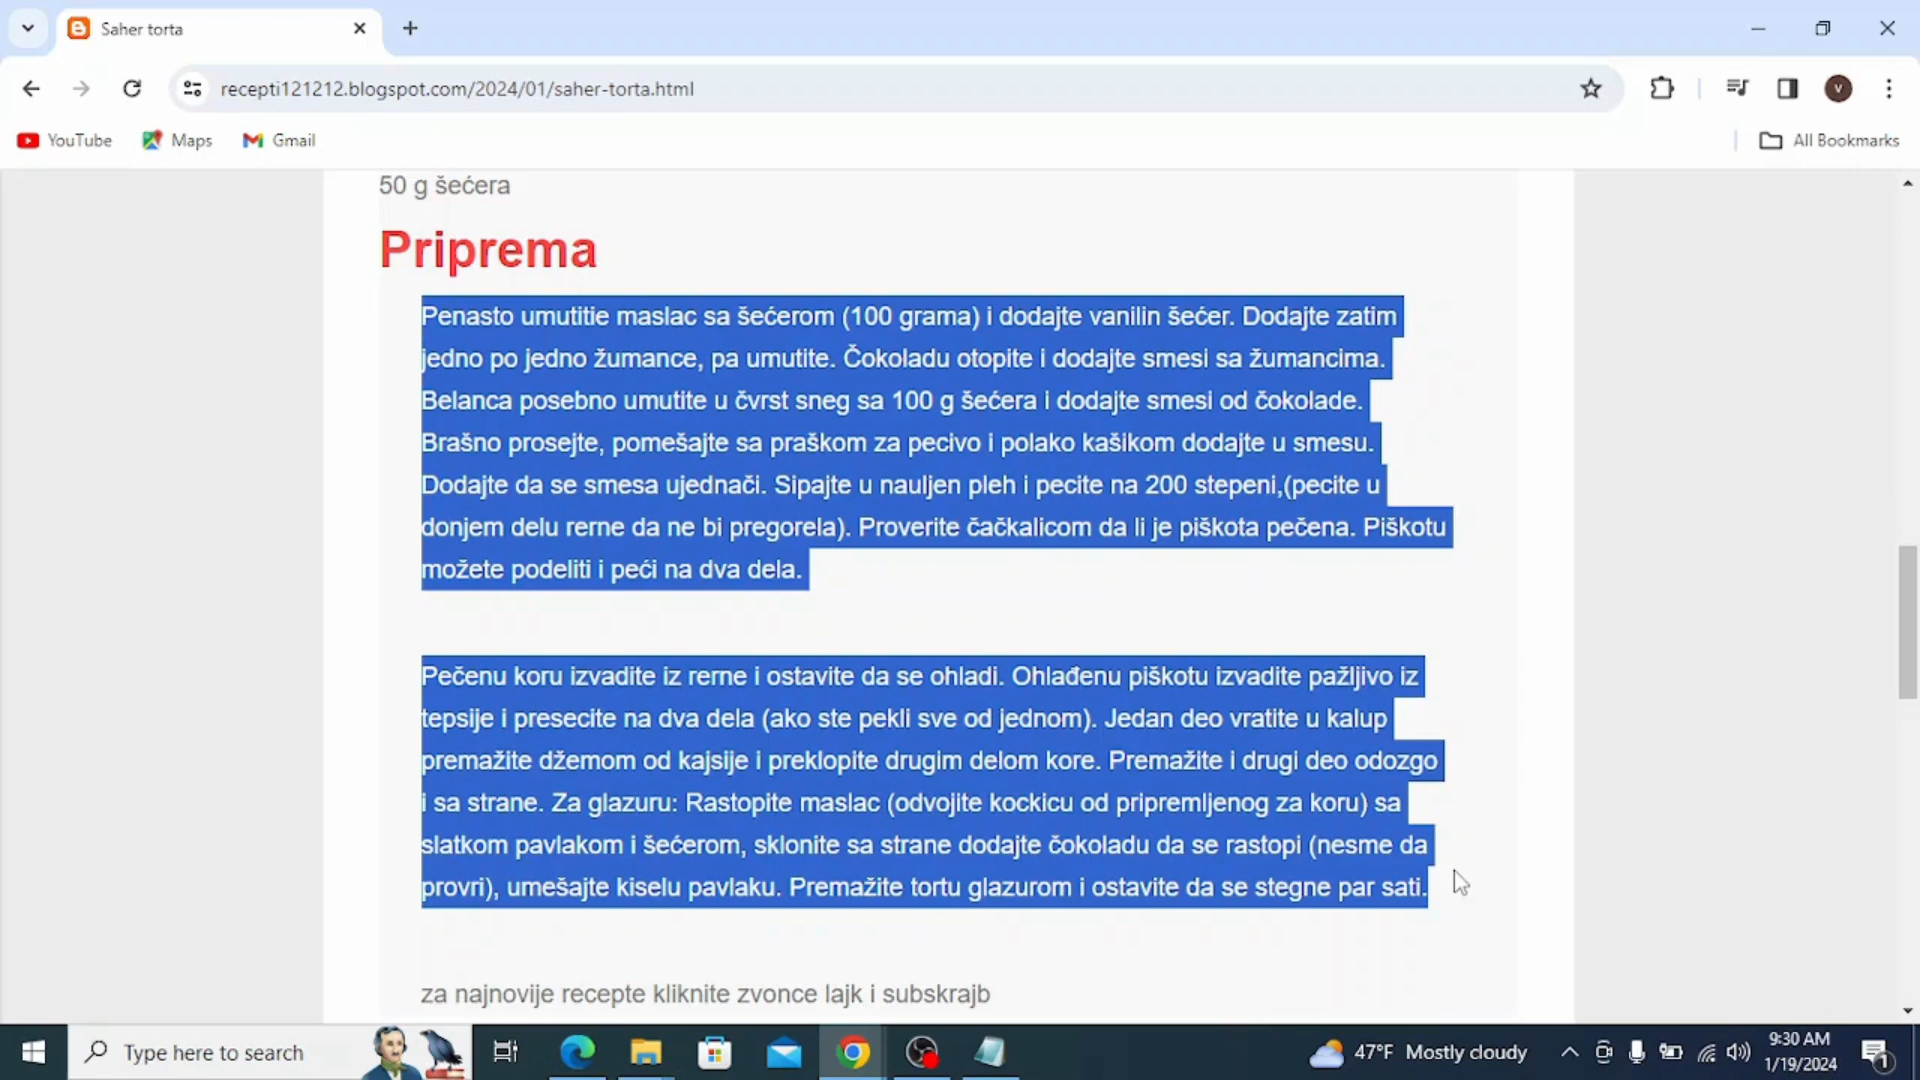 Saher torta
recepti121212.blogspot.com/2024/01/saher-torta.html
V
YouTube
Maps
Gmail
All Bookmarks
50 g šećera
Priprema
Penasto umutitie maslac sa šećerom (100 grama) i dodajte vanilin šećer. Dodajte zatim
jedno po jedno žumance, pa umutite. Čokoladu otopite i dodajte smesi sa žumancima.
Belanca posebno umutite u čvrst sneg sa 100 g šećera i dodajte smesi od čokolade.
Brašno prosejte, pomešajte sa praškom za pecivo i polako kašikom dodajte u smesu.
Dodajte da se smesa ujednači. Sipajte u nauljen pleh i pecite na 200 stepeni,(pecite u
donjem delu rerne da ne bi pregorela). Proverite čačkalicom da li je piškota pečena. Piškotu
možete podeliti i peći na dva dela.
Pečenu koru izvadite iz rerne i ostavite da se ohladi. Ohlađenu piškotu izvadite pažljivo iz
tepsije i presecite na dva dela (ako ste pekli sve od jednom). Jedan deo vratite u kalup
premažite džemom od kajsije i preklopite drugim delom kore. Premažite i drugi deo odozgo
i sa strane. Za glazuru: Rastopite maslac (odvojite kockicu od pripremljenog za koru) sa
slatkom pavlakom i šećerom, sklonite sa strane dodajte čokoladu da se rastopi (nesme da
provri), umešajte kiselu pavlaku. Premažite tortu glazurom i ostavite da se stegne par sati.
za najnovije recepte kliknite zvonce lajk i subskrajb
Type here to search
47°F Mostly cloudy
9:30 AM
1/19/2024
1